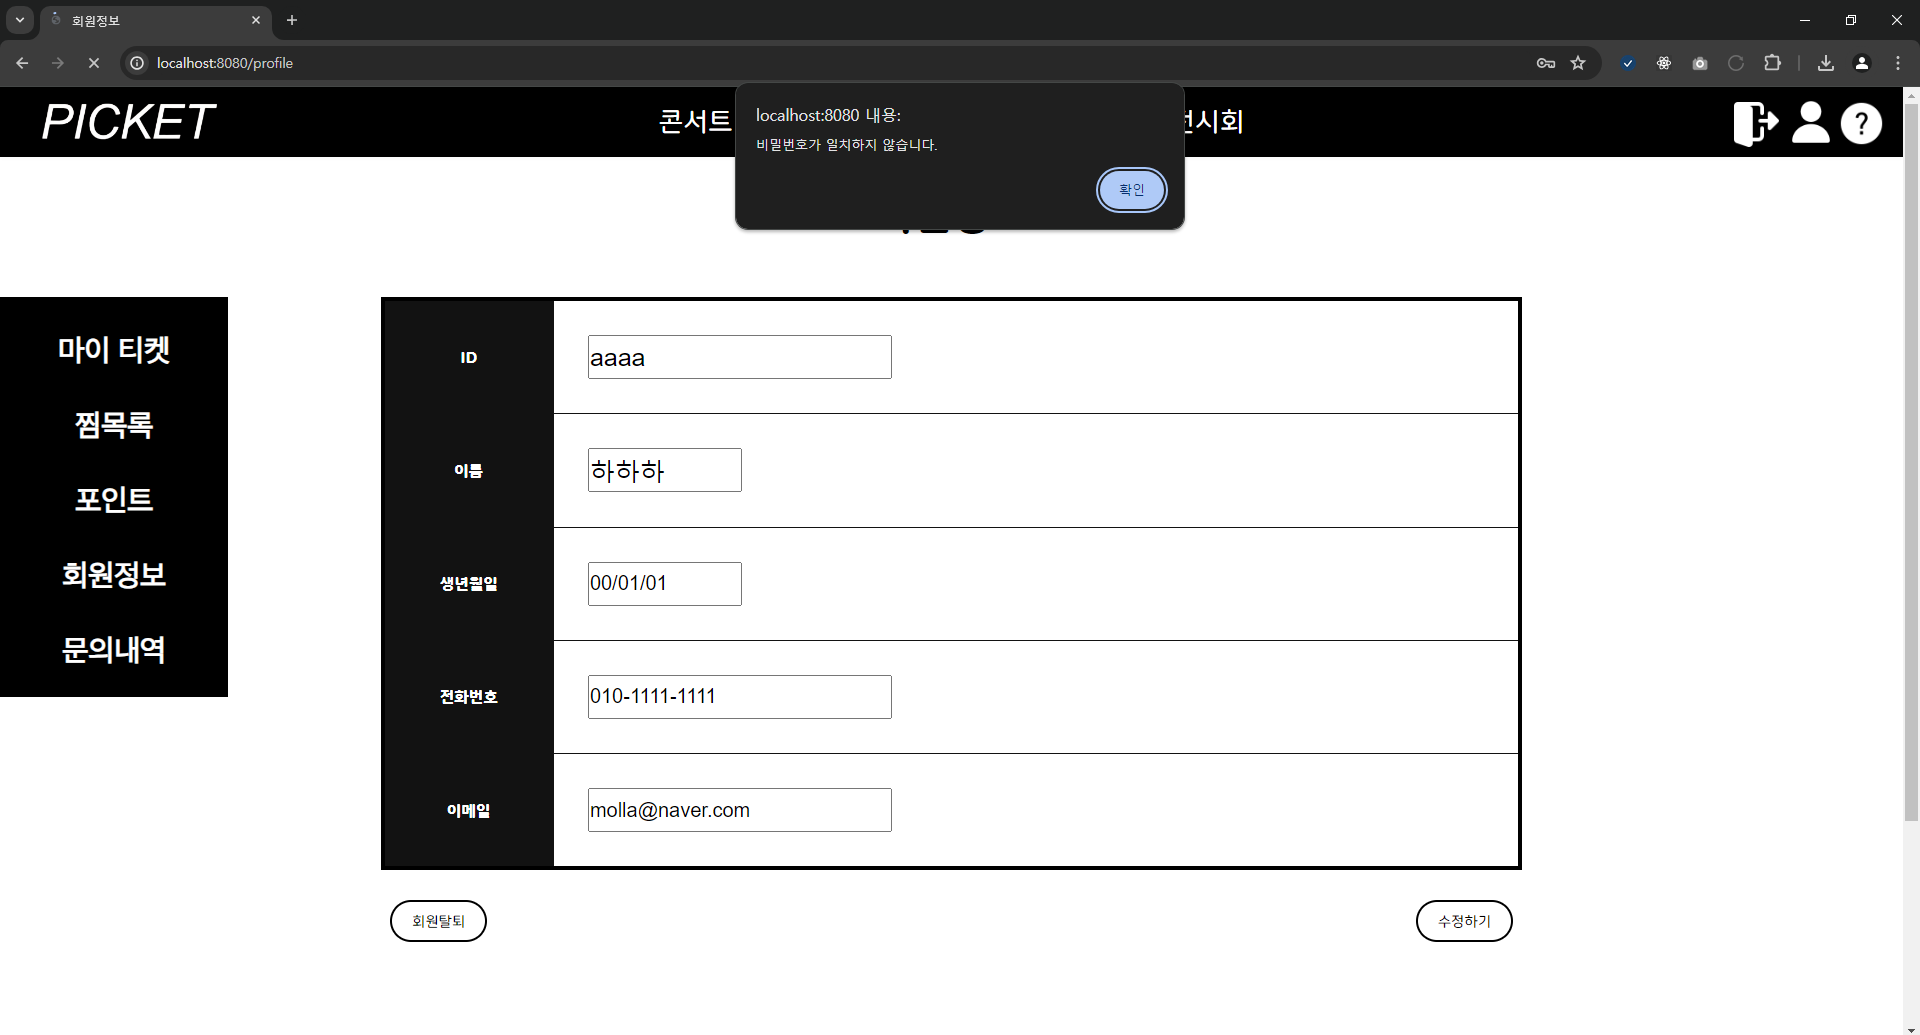 회원정보
localhost:8080/profile
PICKET
콘서트
전시회
?
localhost:8080 내용:
비밀번호가 일치하지 않습니다.
확인
마이 티켓
찜목록
포인트
회원정보
문의내역
ID
aaaa
이름
하하하
생년월일
00/01/01
전화번호
010-1111-1111
이메일
molla@naver.com
회원탈퇴
수정하기